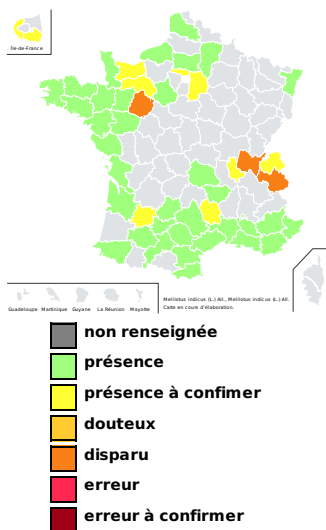 Île-de-France
Guadeloupe Martinique Guyane La Réunion Mayotte
Melilotus indicus (L.) All., Melilotus indicus (L.) All.
Carte en cours d'élaboration.
non renseignée
présence
présence à confimer
douteux
disparu
erreur
erreur à confirmer